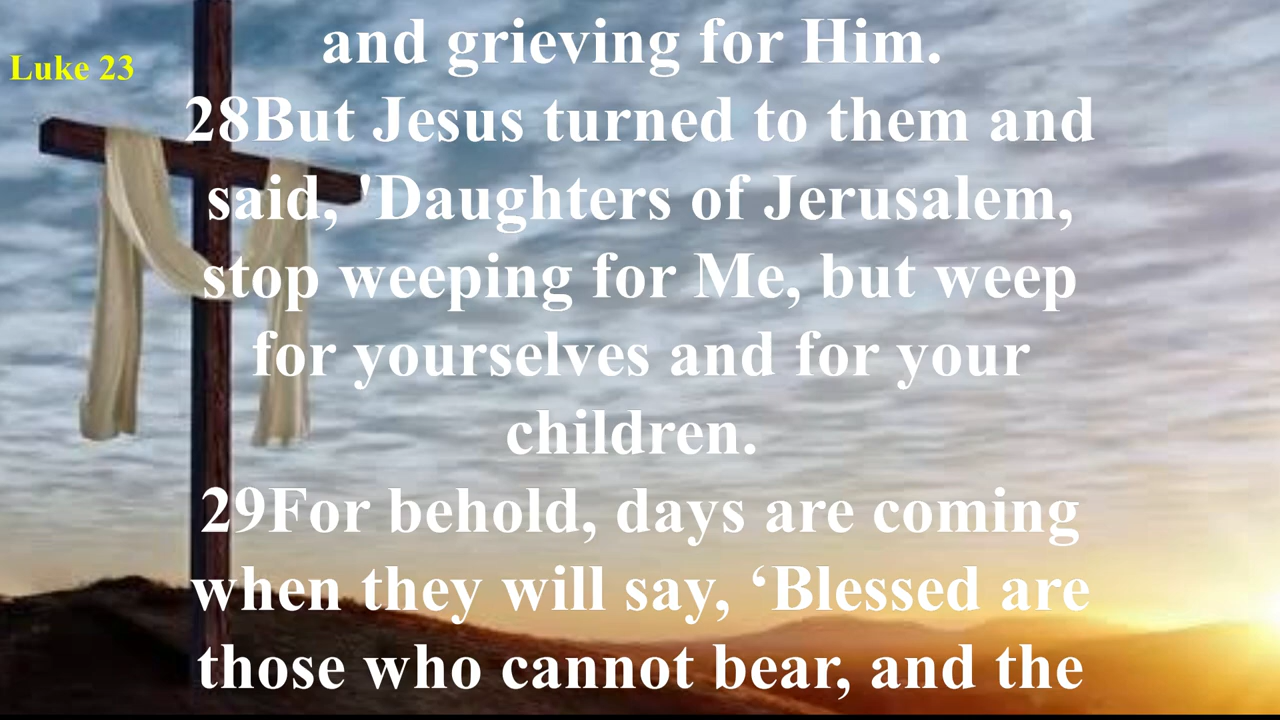 Luke 23
and grieving for Him.
28But Jesus turned to them and
said, 'Daughters of Jerusalem,
stop weeping for Me, but weep
for yourselves and for your
children.
29For behold, days are coming
when they will say, ‘Blessed are
those who cannot bear, and the